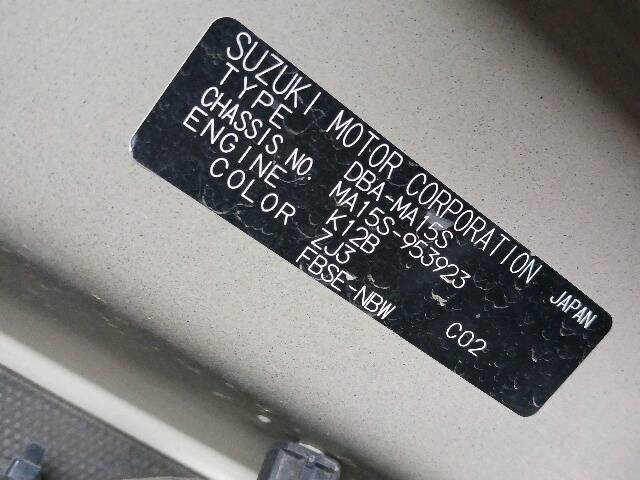 SUZUKI MOTOR CORPORATION JAPAN
TYPE DBA-MA15S
CHASSIS NO. MA15S-953923
ENGINE K12B
COLOR ZJ3
FBSE-NBW C02